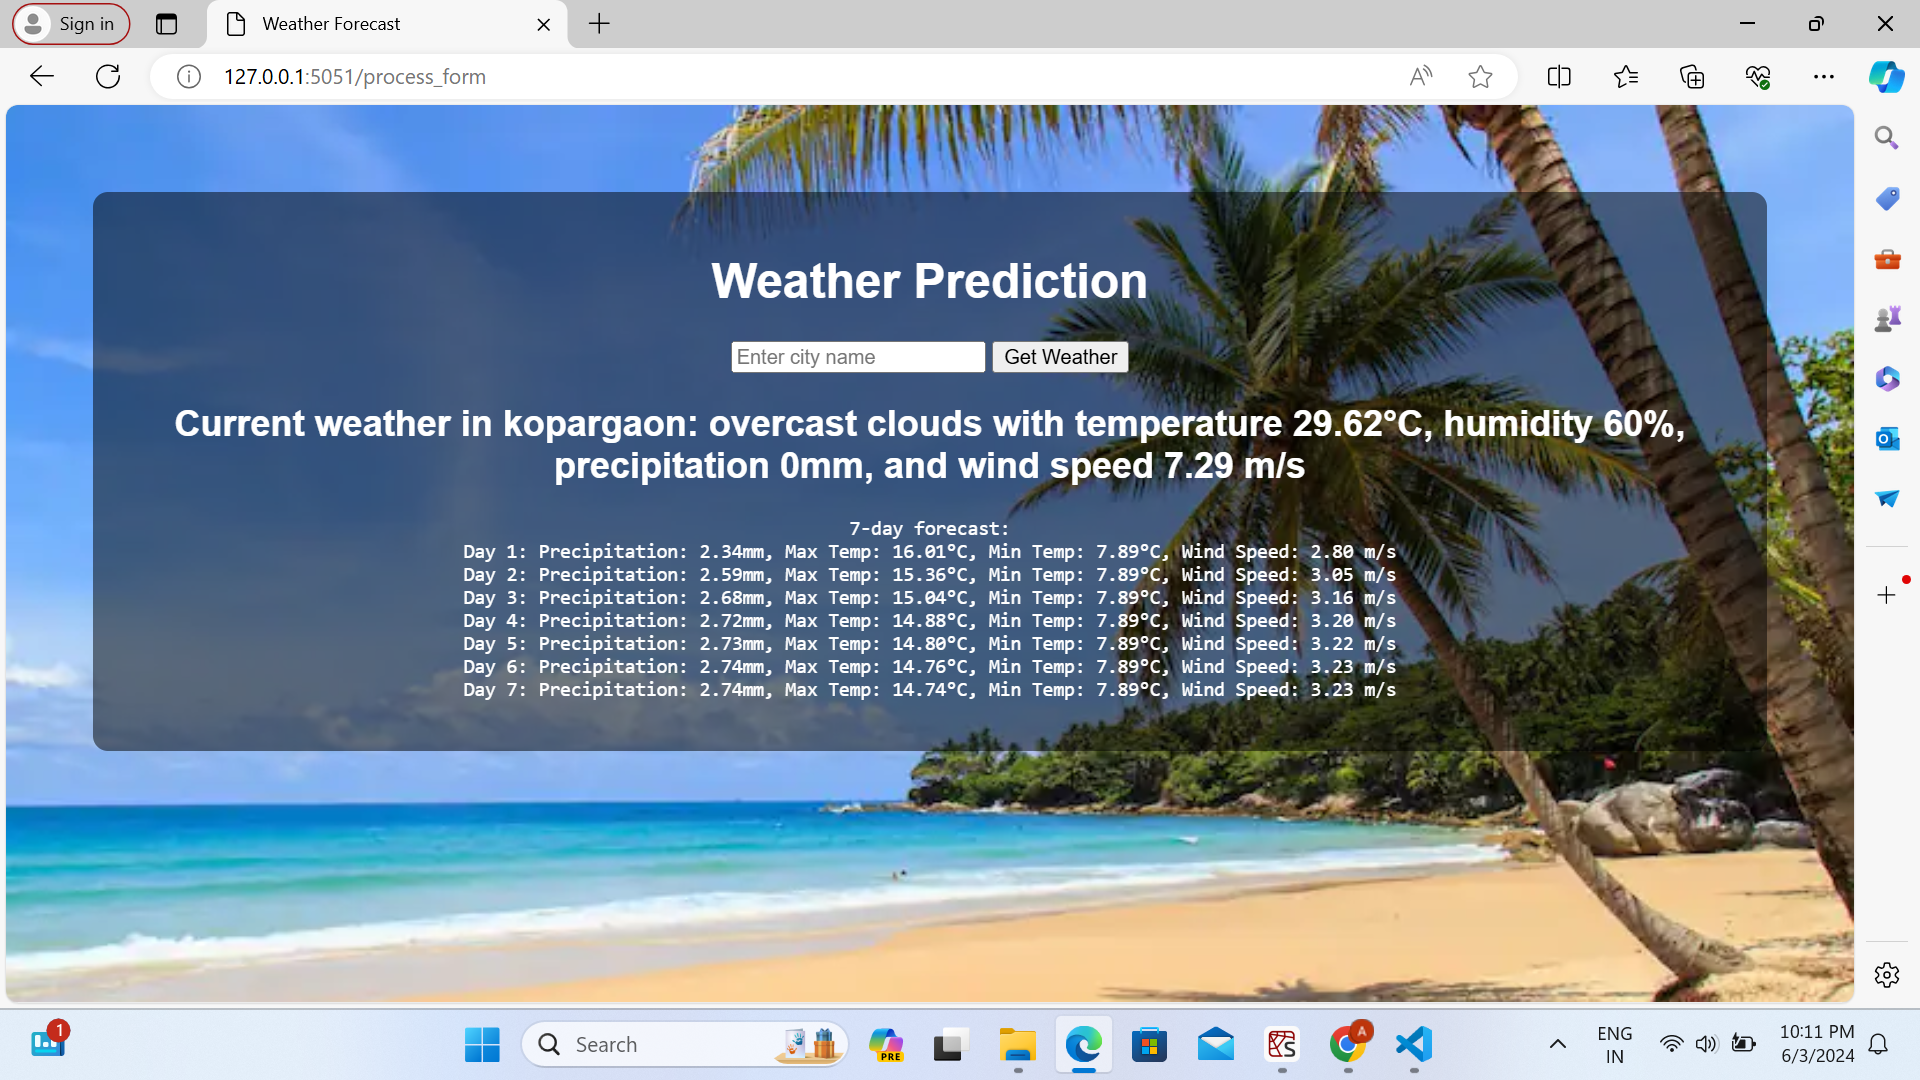 Sign in
Weather Forecast
127.0.0.1:5051/process_form
Weather Prediction
Enter city name Get Weather
Current weather in kopargaon: overcast clouds with temperature 29.62°C, humidity 60%,
precipitation 0mm, and wind speed 7.29 m/s
7-day forecast:
Day 1: Precipitation: 2.34mm, Max Temp: 16.01°C, Min Temp: 7.89°C, Wind Speed: 2.80 m/s
Day 2: Precipitation: 2.59mm, Max Temp: 15.36°C, Min Temp: 7.89°C, Wind Speed: 3.05 m/s
Day 3: Precipitation: 2.68mm, Max Temp: 15.04°C, Min Temp: 7.89°C, Wind Speed: 3.16 m/s
Day 4: Precipitation: 2.72mm, Max Temp: 14.88°C, Min Temp: 7.89°C, Wind Speed: 3.20 m/s
Day 5: Precipitation: 2.73mm, Max Temp: 14.80°C, Min Temp: 7.89°C, Wind Speed: 3.22 m/s
Day 6: Precipitation: 2.74mm, Max Temp: 14.76°C, Min Temp: 7.89°C, Wind Speed: 3.23 m/s
Day 7: Precipitation: 2.74mm, Max Temp: 14.74°C, Min Temp: 7.89°C, Wind Speed: 3.23 m/s
1
Search
PRE
A
ENG
IN
10:11 PM
6/3/2024